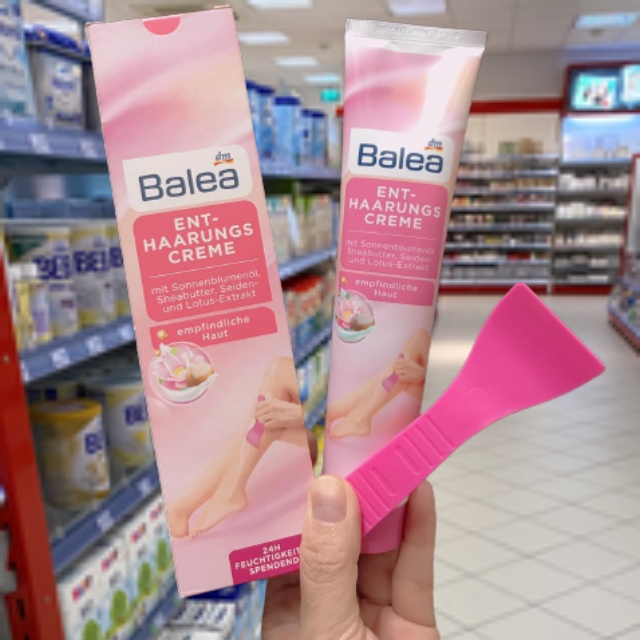 dm
Balea
ENT-
HAARUNGS
CREME
mit Sonnenblumenöl,
Sheabutter, Seiden-
und Lotus-Extrakt
empfindliche
Haut
24H
FEUCHTIGKEIT
SPENDEND
dm
Balea
ENT-
HAARUNGS
CREME
mit Sonnenblumenöl,
Sheabutter, Seiden-
und Lotus-Extrakt
empfindliche
Haut